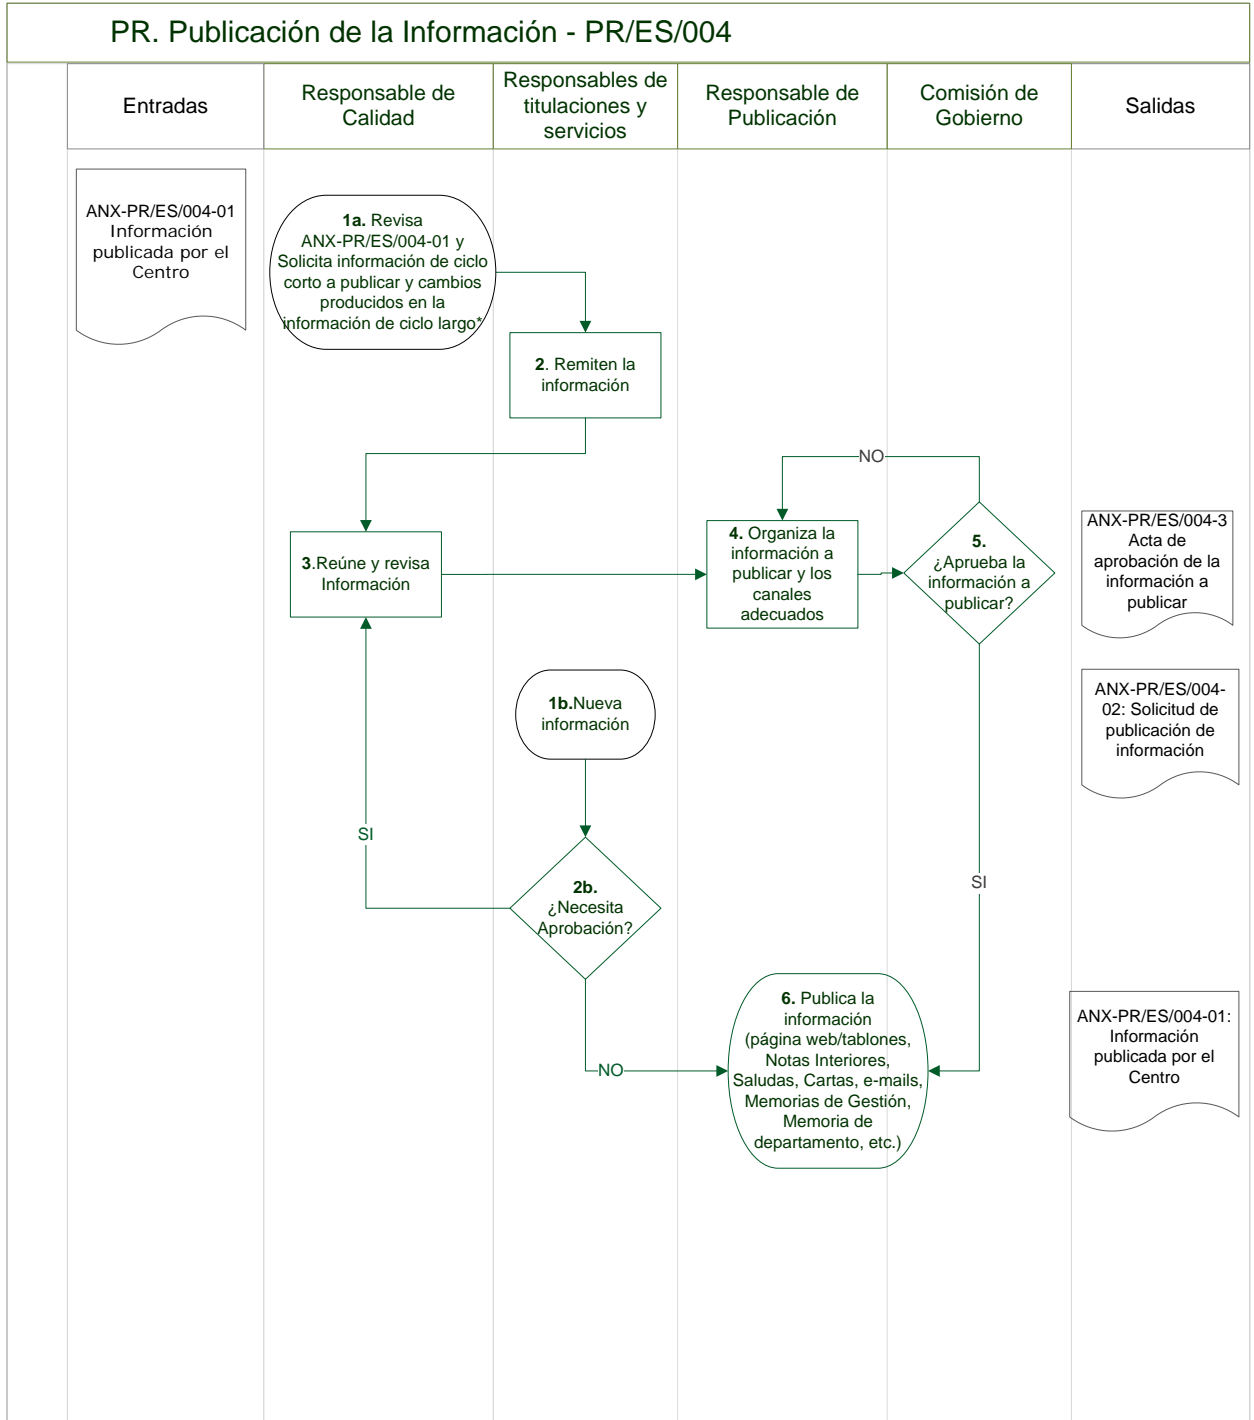 PR. Publicación de la Información - PR/ES/004
Entradas
Responsable de
Calidad
Responsables de
titulaciones y
servicios
Responsable de
Publicación
Comisión de
Gobierno
Salidas
ANX-PR/ES/004-01
Información
publicada por el
Centro
1a. Revisa
ANX-PR/ES/004-01 y
Solicita información de ciclo
corto a publicar y cambios
producidos en la
información de ciclo largo*
2. Remiten la
información
NO
3.Reúne y revisa
Información
4. Organiza la
información a
publicar y los
canales
adecuados
5.
¿Aprueba la
información a
publicar?
ANX-PR/ES/004-3
Acta de
aprobación de la
información a
publicar
1b.Nueva
información
ANX-PR/ES/004-
02: Solicitud de
publicación de
información
SI
2b.
¿Necesita
Aprobación?
SI
NO
6. Publica la
información
(página web/tablones,
Notas Interiores,
Saludas, Cartas, e-mails,
Memorias de Gestión,
Memoria de
departamento, etc.)
ANX-PR/ES/004-01:
Información
publicada por el
Centro